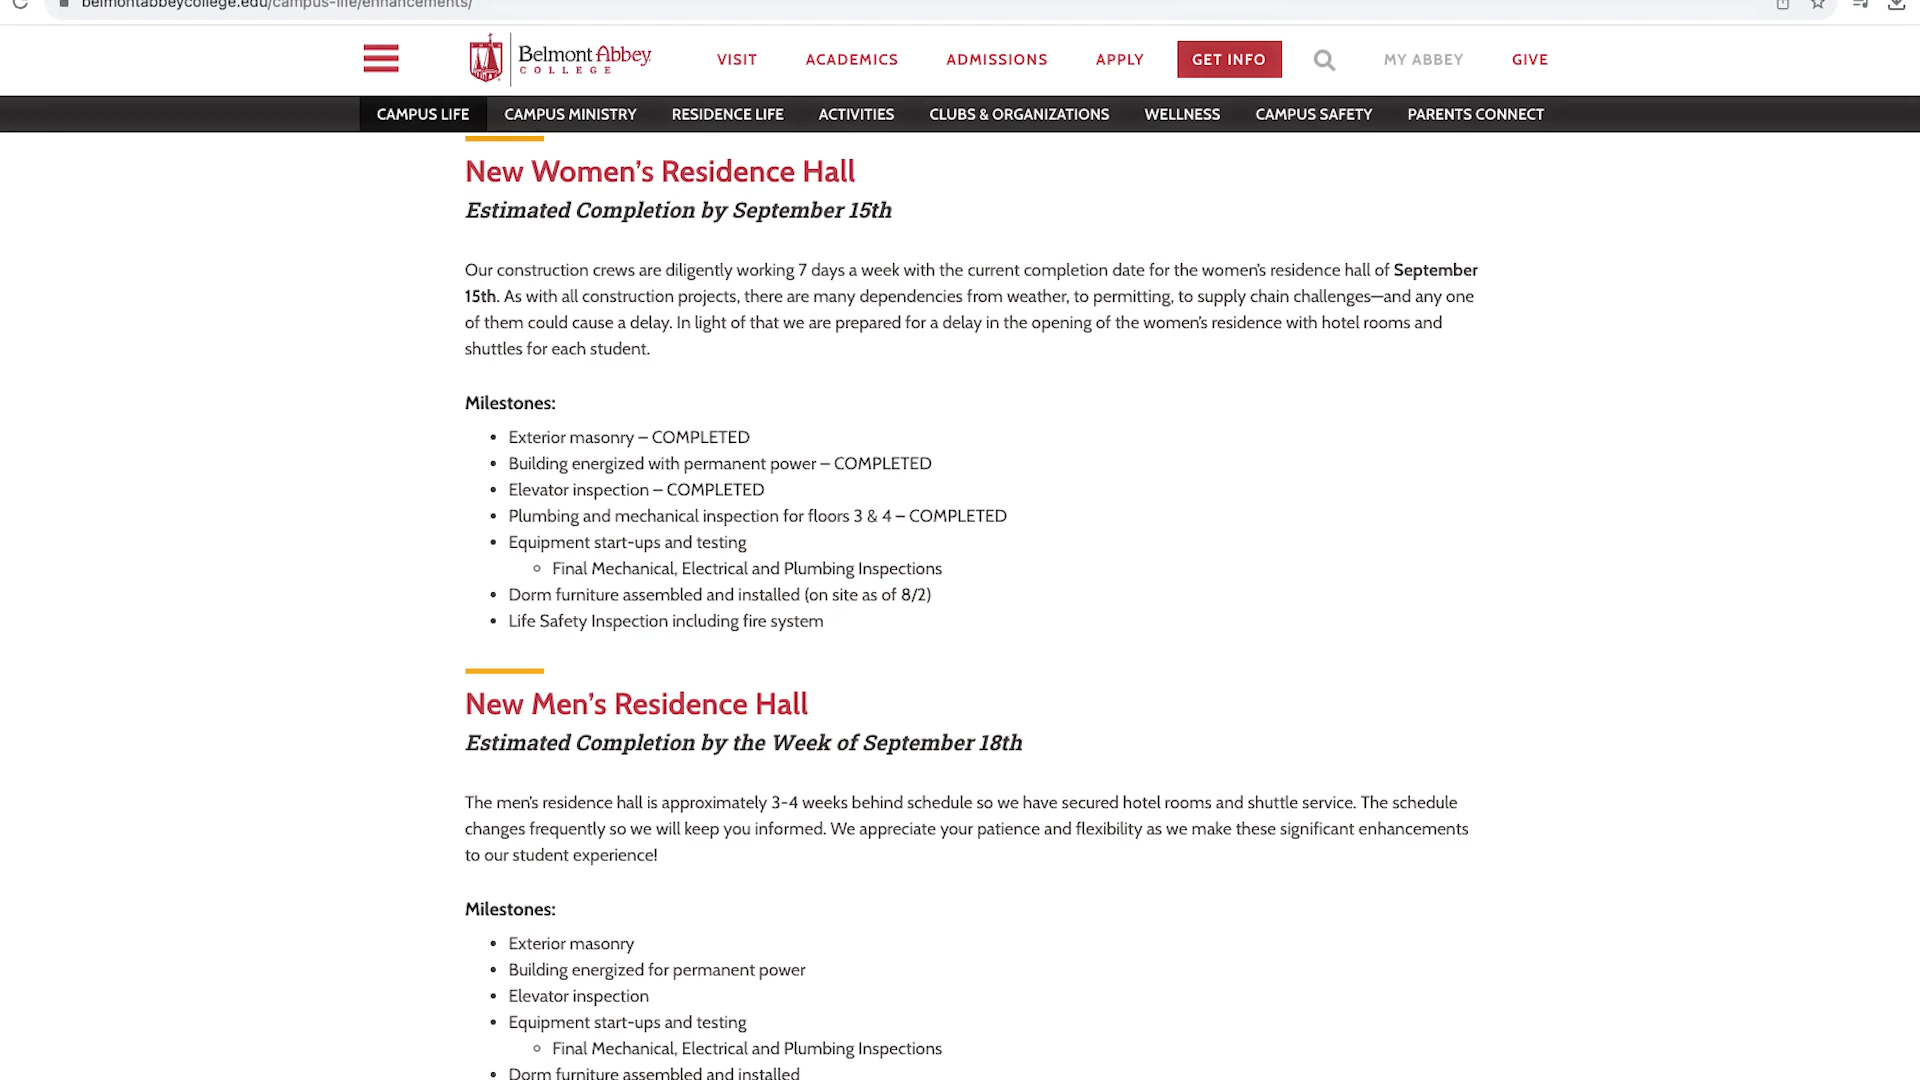 belmontabbeycollege.edu/campus-life/enhancements/
Belmont Abbey
COLLEGE
VISIT
ACADEMICS
ADMISSIONS
APPLY
GET INFO
MY ABBEY
GIVE
CAMPUS LIFE
CAMPUS MINISTRY
RESIDENCE LIFE
ACTIVITIES
CLUBS & ORGANIZATIONS
WELLNESS
CAMPUS SAFETY
PARENTS CONNECT
New Women's Residence Hall
Estimated Completion by September 15th
Our construction crews are diligently working 7 days a week with the current completion date for the women's residence hall of September
15th. As with all construction projects, there are many dependencies from weather, to permitting, to supply chain challenges—and any one
of them could cause a delay. In light of that we are prepared for a delay in the opening of the women's residence with hotel rooms and
shuttles for each student.
Milestones:
• Exterior masonry – COMPLETED
• Building energized with permanent power – COMPLETED
• Elevator inspection – COMPLETED
• Plumbing and mechanical inspection for floors 3 & 4 – COMPLETED
• Equipment start-ups and testing
◦ Final Mechanical, Electrical and Plumbing Inspections
• Dorm furniture assembled and installed (on site as of 8/2)
• Life Safety Inspection including fire system
New Men's Residence Hall
Estimated Completion by the Week of September 18th
The men's residence hall is approximately 3-4 weeks behind schedule so we have secured hotel rooms and shuttle service. The schedule
changes frequently so we will keep you informed. We appreciate your patience and flexibility as we make these significant enhancements
to our student experience!
Milestones:
• Exterior masonry
• Building energized for permanent power
• Elevator inspection
• Equipment start-ups and testing
◦ Final Mechanical, Electrical and Plumbing Inspections
• Dorm furniture assembled and installed